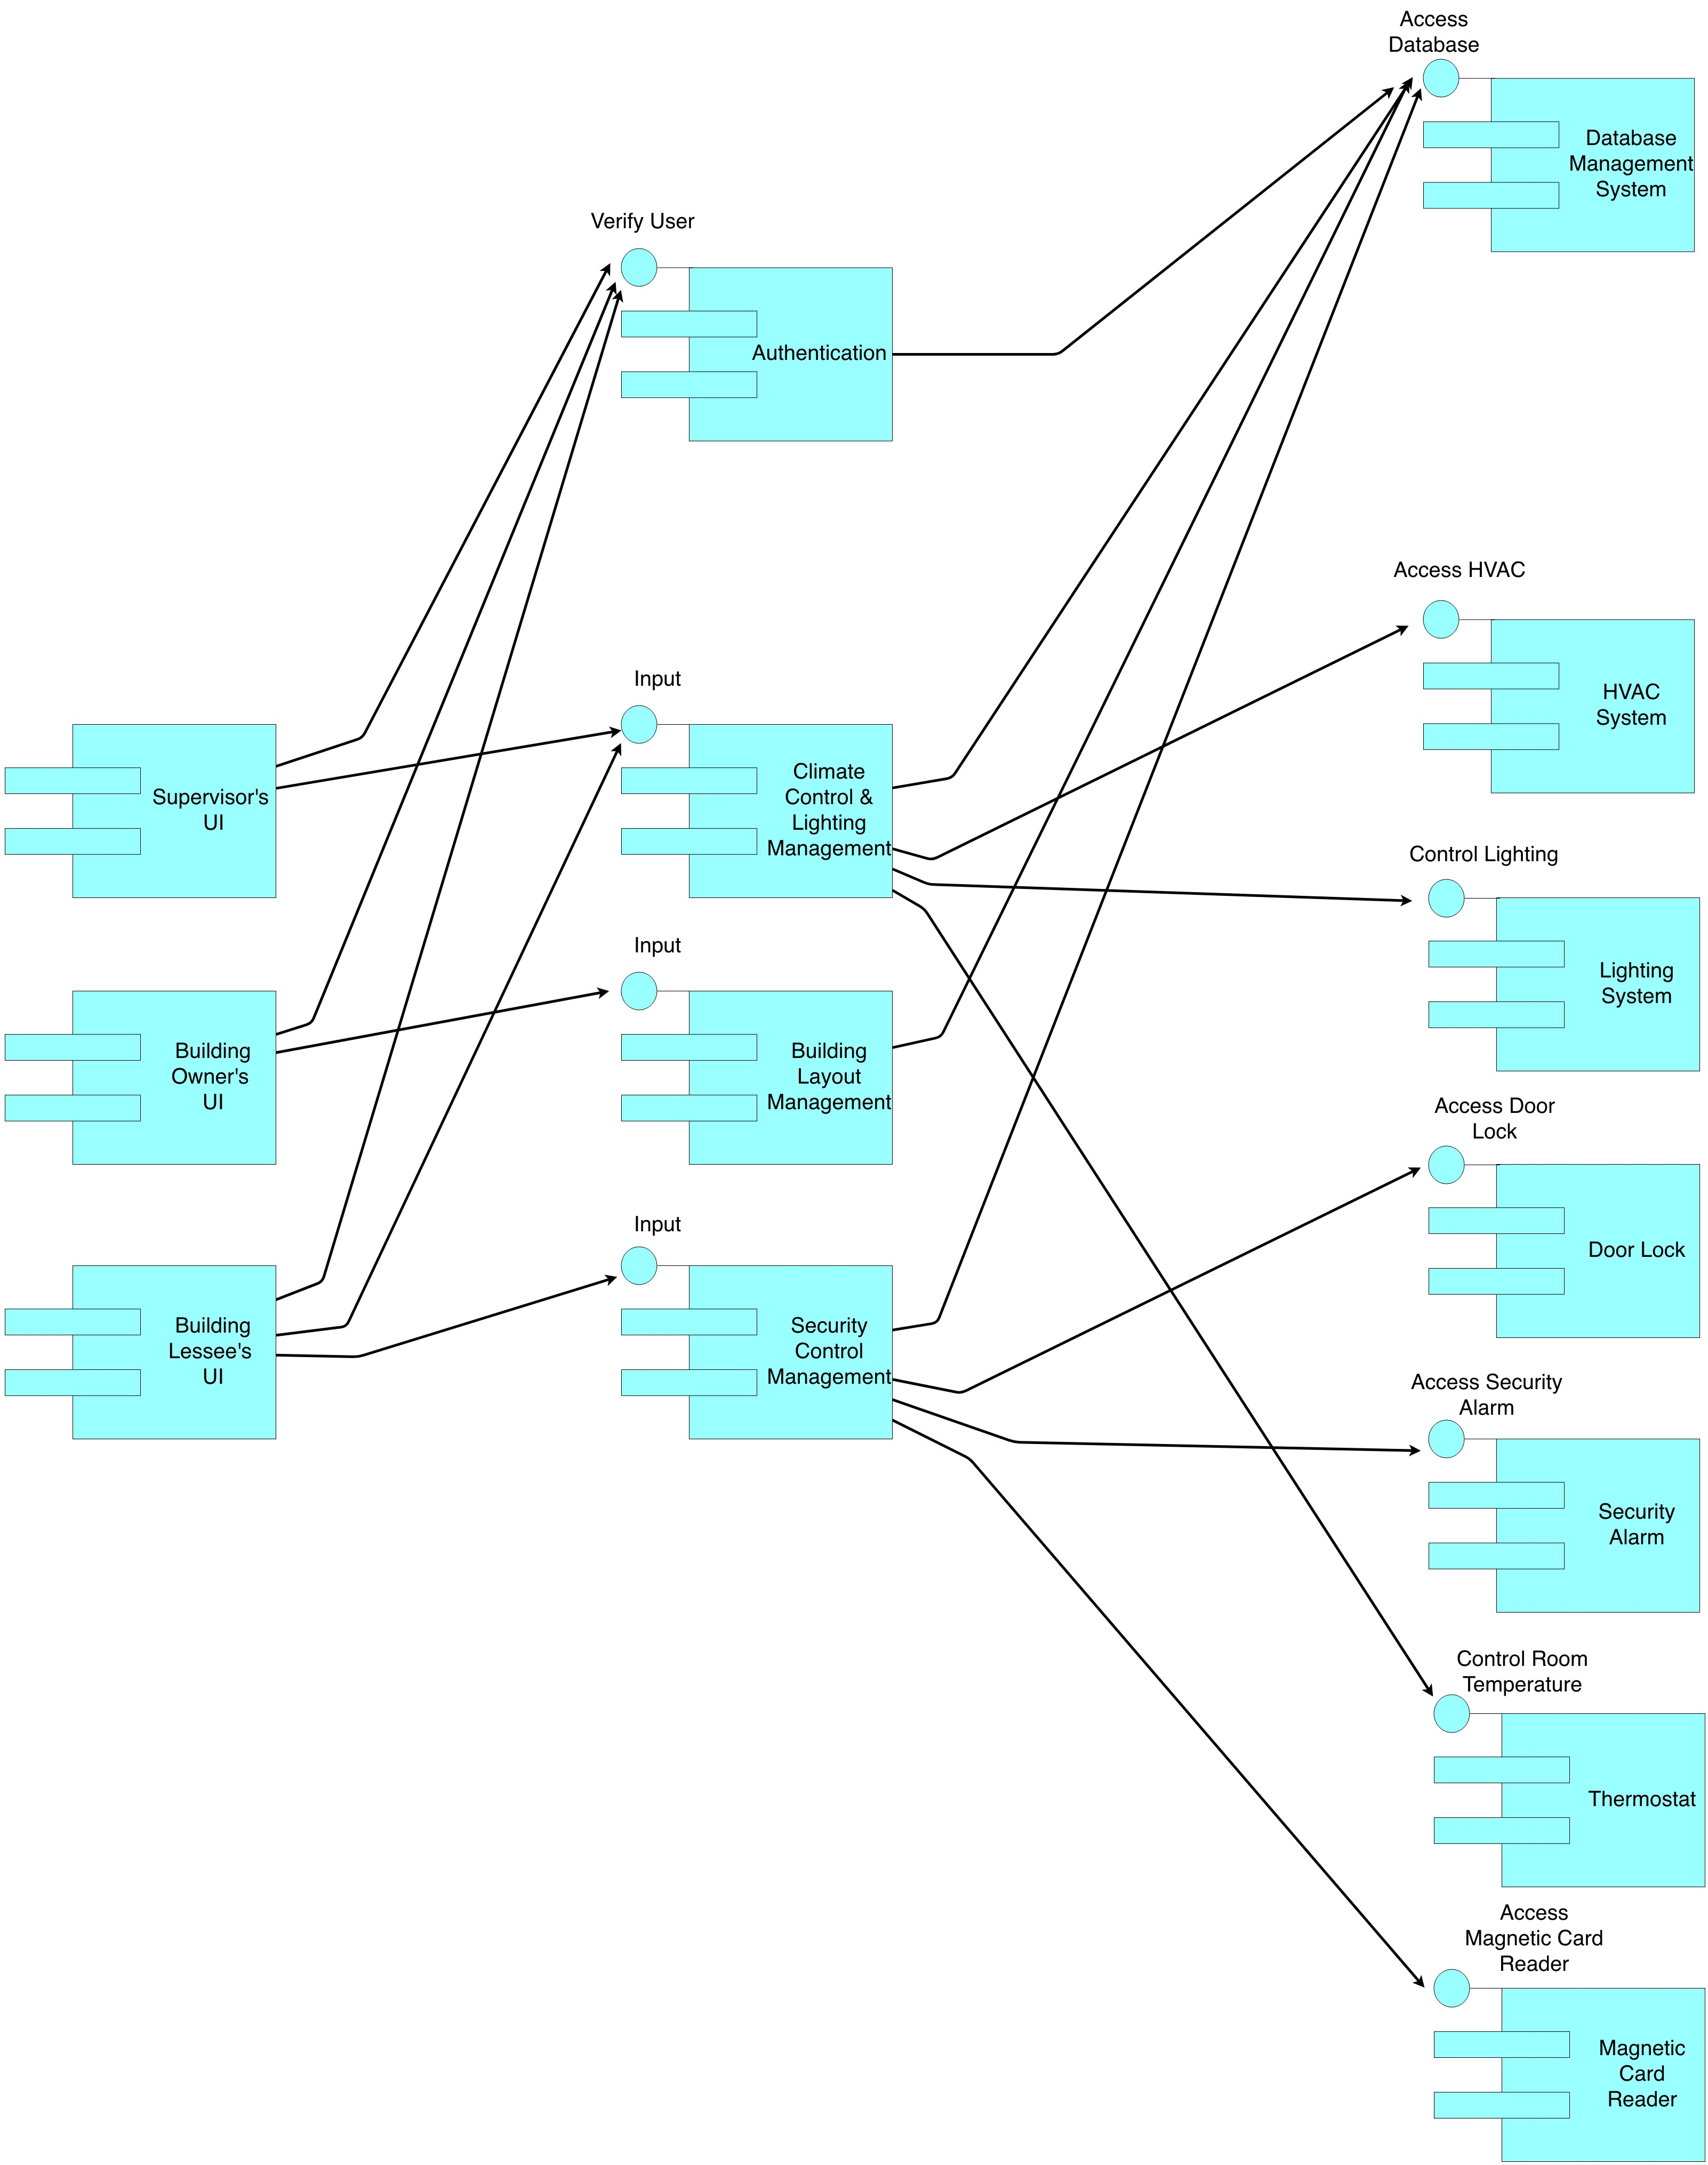 Access
Database
Database
Management
System
Verify User
Authentication
Access HVAC
HVAC
System
Input
Supervisor's
UI
Climate
Control &
Lighting
Management
Control Lighting
Lighting
System
Input
Building
Owner's
UI
Building
Layout
Management
Access Door
Lock
Door Lock
Input
Building
Lessee's
UI
Security
Control
Management
Access Security
Alarm
Security
Alarm
Control Room
Temperature
Thermostat
Access
Magnetic Card
Reader
Magnetic
Card
Reader